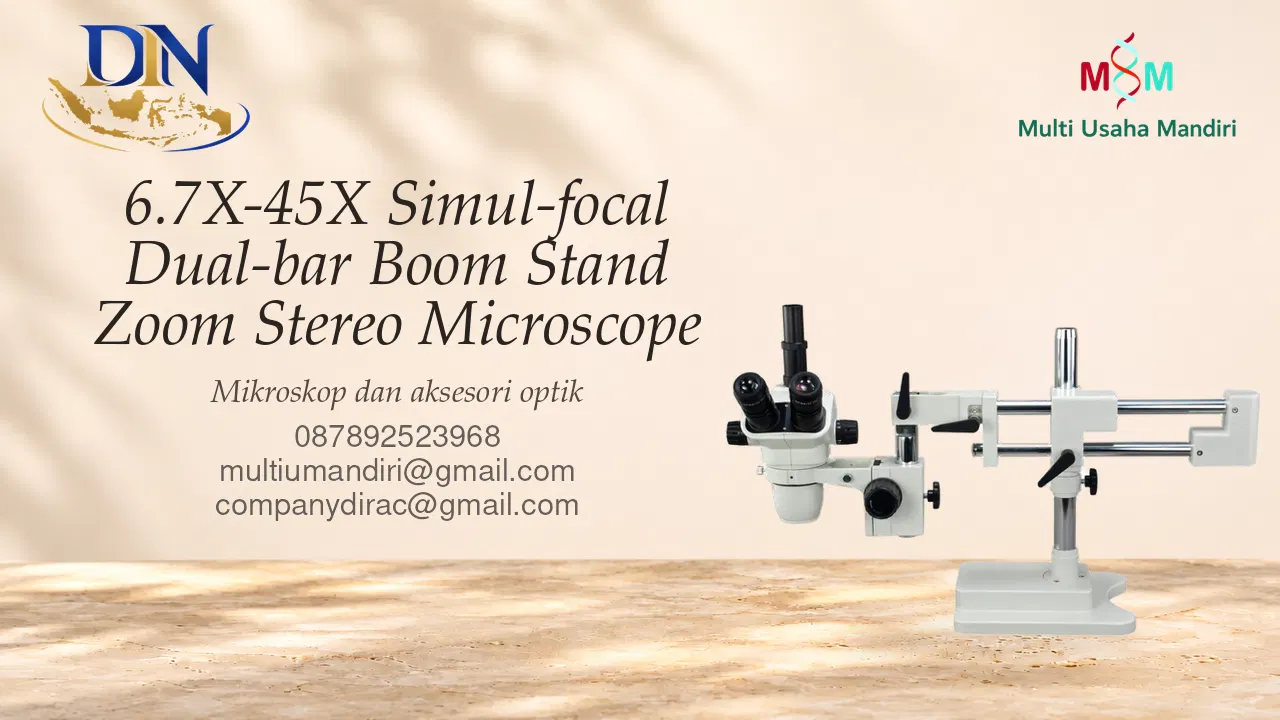 DIN
M M
Multi Usaha Mandiri
6.7X-45X Simul-focal
Dual-bar Boom Stand
Zoom Stereo Microscope
Mikroskop dan aksesori optik
087892523968
multiumandiri@gmail.com
companydirac@gmail.com